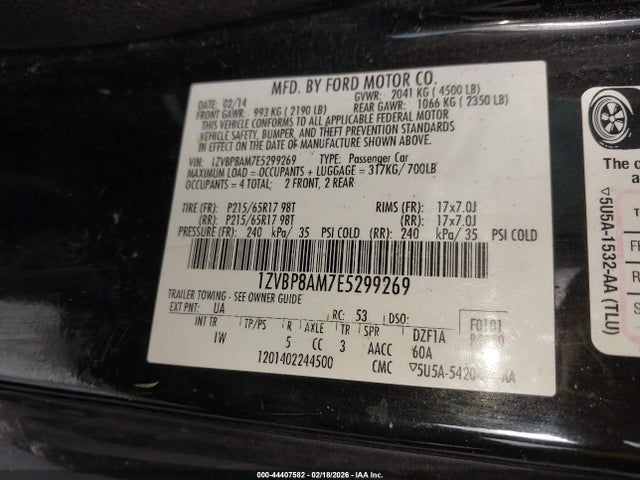 MFD. BY FORD MOTOR CO.
DATE: 02/14 GVWR: 2041 KG ( 4500 LB)
FRONT GAWR: 993 KG ( 2190 LB) REAR GAWR: 1066 KG ( 2350 LB)
THIS VEHICLE CONFORMS TO ALL APPLICABLE FEDERAL MOTOR
VEHICLE SAFETY, BUMPER, AND THEFT PREVENTION STANDARDS
IN EFFECT ON THE DATE OF MANUFACTURE SHOWN ABOVE.
VIN: 1ZVBP8AM7E5299269 TYPE: Passenger Car
MAXIMUM LOAD = OCCUPANTS + LUGGAGE = 317KG/ 700LB
OCCUPANTS = 4 TOTAL; 2 FRONT, 2 REAR
TIRE (FR): P215/65R17 98T RIMS (FR): 17x7.0J
(RR): P215/65R17 98T (RR): 17x7.0J
PRESSURE (FR): 240 kPa/ 35 PSI COLD (RR): 240 kPa/ 35 PSI COLD
1ZVBP8AM7E5299269
TRAILER TOWING - SEE OWNER GUIDE
EXT PNT: UA RC: 53 DSO: F0101
INT TR TP/PS R AXLE TR SPR DZF1A
IW 5 CC 3 AACC 60A
1201402244500 CMC ▽5U5A-5420
The c
a
▽5U5A-1532-AA (TLU)
T
000-44407582 - 02/18/2026 - IAA Inc.